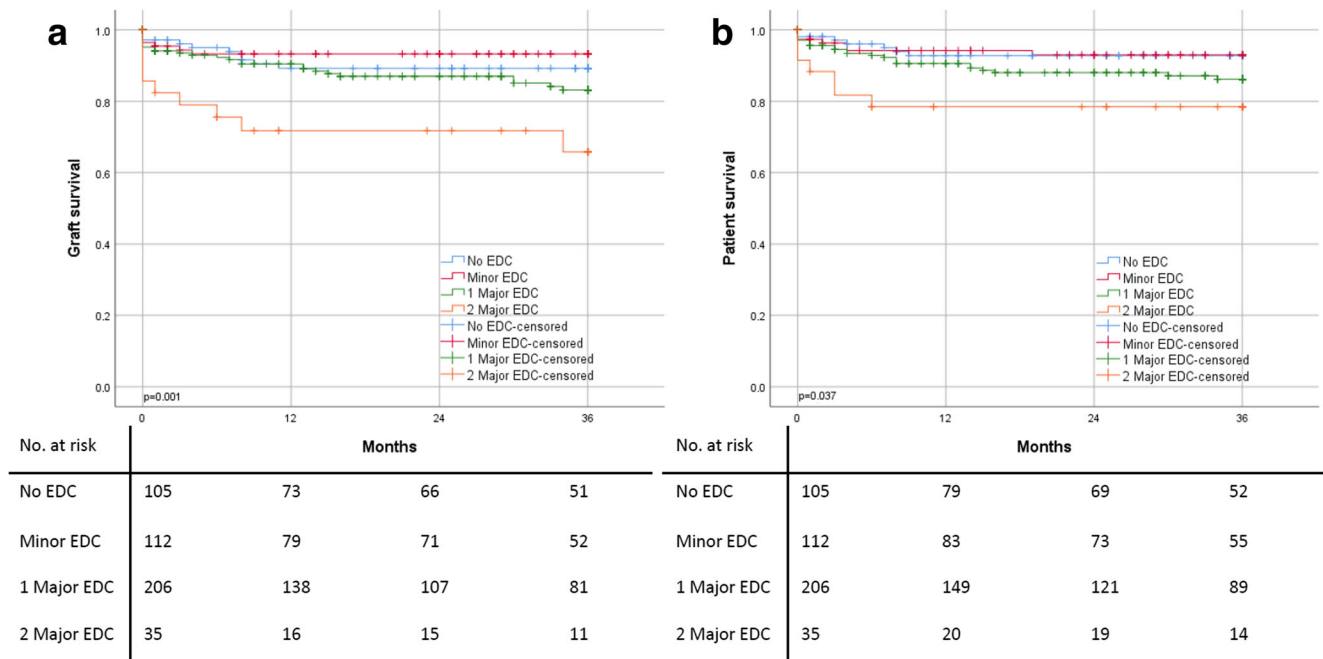 a
Graft survival
1.0
0.8
0.6
0.4
0.2
0.0
No EDC
Minor EDC
1 Major EDC
2 Major EDC
No EDC-censored
Minor EDC-censored
1 Major EDC-censored
2 Major EDC-censored
p=0.001
0 12 24 36
No. at risk Months
No EDC 105 73 66 51
Minor EDC 112 79 71 52
1 Major EDC 206 138 107 81
2 Major EDC 35 16 15 11
b
Patient survival
1.0
0.8
0.6
0.4
0.2
0.0
No EDC
Minor EDC
1 Major EDC
2 Major EDC
No EDC-censored
Minor EDC-censored
1 Major EDC-censored
2 Major EDC-censored
p=0.037
0 12 24 36
No. at risk Months
No EDC 105 79 69 52
Minor EDC 112 83 73 55
1 Major EDC 206 149 121 89
2 Major EDC 35 20 19 14